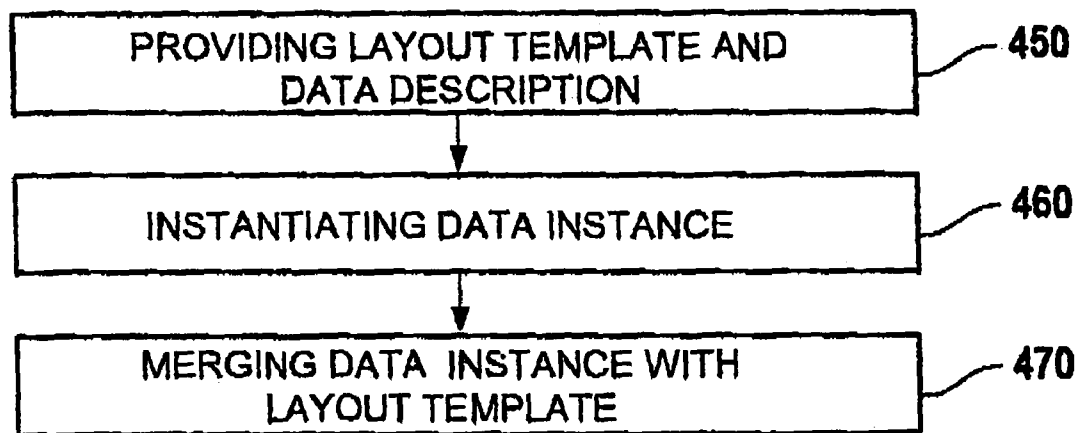 PROVIDING LAYOUT TEMPLATE AND
DATA DESCRIPTION
450
INSTANTIATING DATA INSTANCE
460
MERGING DATA INSTANCE WITH
LAYOUT TEMPLATE
470